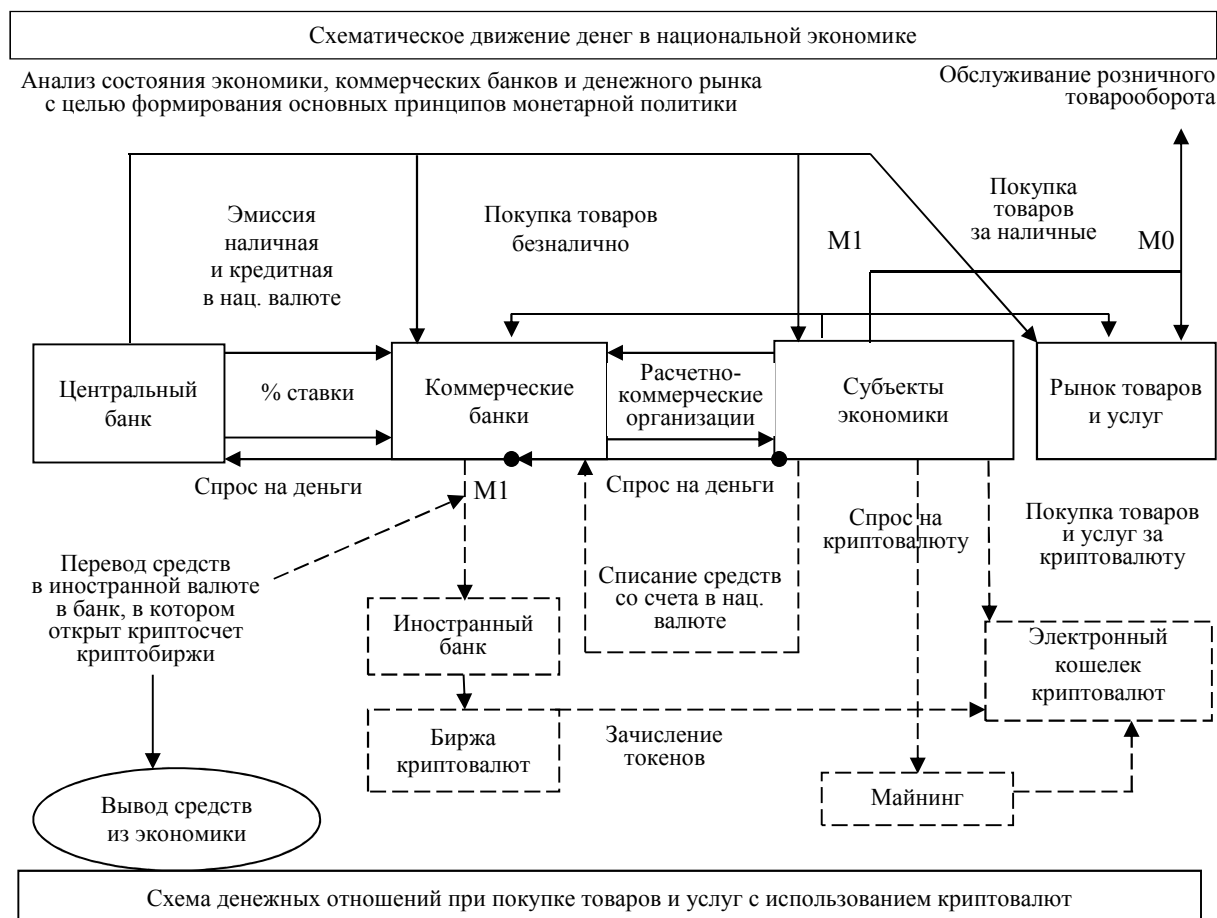 Схематическое движение денег в национальной экономике
Анализ состояния экономики, коммерческих банков и денежного рынка
с целью формирования основных принципов монетарной политики
Обслуживание розничного
товарооборота
Эмиссия
наличная
и кредитная
в нац. валюте
Покупка товаров
безналично
М1
Покупка
товаров
за наличные
М0
Центральный
банк
% ставки
Коммерческие
банки
Расчетно-
коммерческие
организации
Субъекты
экономики
Рынок товаров
и услуг
Спрос на деньги
М1
Спрос на деньги
Спрос на
криптовалюту
Покупка товаров
и услуг за
криптовалюту
Перевод средств
в иностранной валюте
в банк, в котором
открыт криптосчет
криптобиржи
Списание средств
со счета в нац.
валюте
Иностранный
банк
Электронный
кошелек
криптовалют
Биржа
криптовалют
Зачисление
токенов
Майнинг
Вывод средств
из экономики
Схема денежных отношений при покупке товаров и услуг с использованием криптовалют